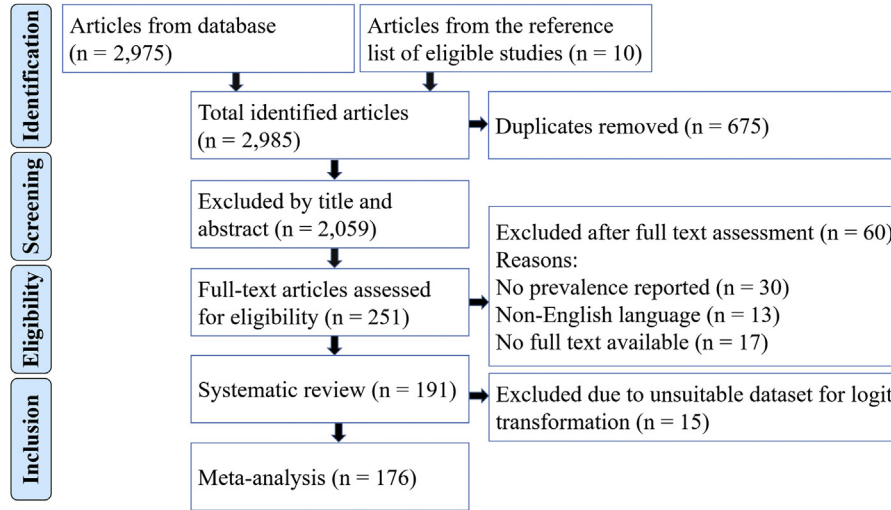 Identification
Articles from database
(n = 2,975)
Articles from the reference
list of eligible studies (n = 10)
Total identified articles
(n = 2,985)
Duplicates removed (n = 675)
Screening
Excluded by title and
abstract (n = 2,059)
Eligibility
Full-text articles assessed
for eligibility (n = 251)
Excluded after full text assessment (n = 60)
Reasons:
No prevalence reported (n = 30)
Non-English language (n = 13)
No full text available (n = 17)
Inclusion
Systematic review (n = 191)
Excluded due to unsuitable dataset for logit
transformation (n = 15)
Meta-analysis (n = 176)